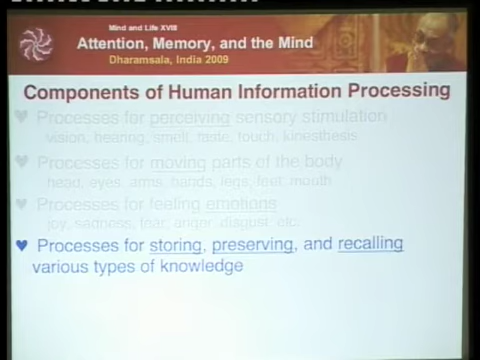 Mind and Life XVIII
Attention, Memory, and the Mind
Dharamsala, India 2009
Components of Human Information Processing
Processes for perceiving sensory stimulation
vision, hearing, smell, taste, touch, kinesthesis
Processes for moving parts of the body
head, eyes, arms, hands, legs, feet, mouth
Processes for feeling emotions
joy, sadness, fear, anger, disgust, etc.
Processes for storing, preserving, and recalling
various types of knowledge